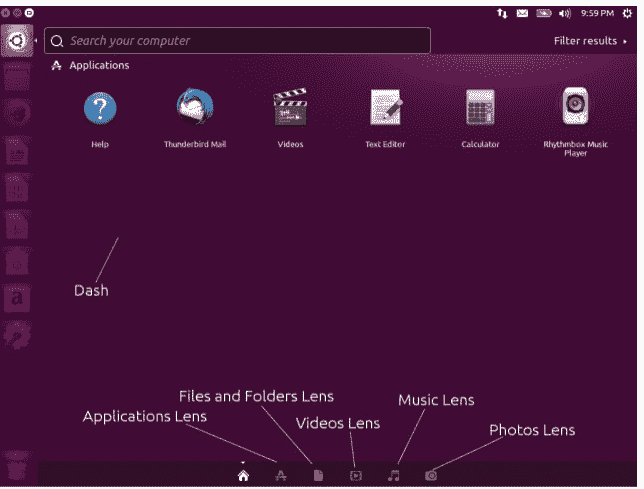 9:59 PM
Search your computer
Filter results
Applications
Help
Thunderbird Mail
Videos
Text Editor
Calculator
Rhythmbox Music
Player
Dash
Files and Folders Lens
Applications Lens
Videos Lens
Music Lens
Photos Lens